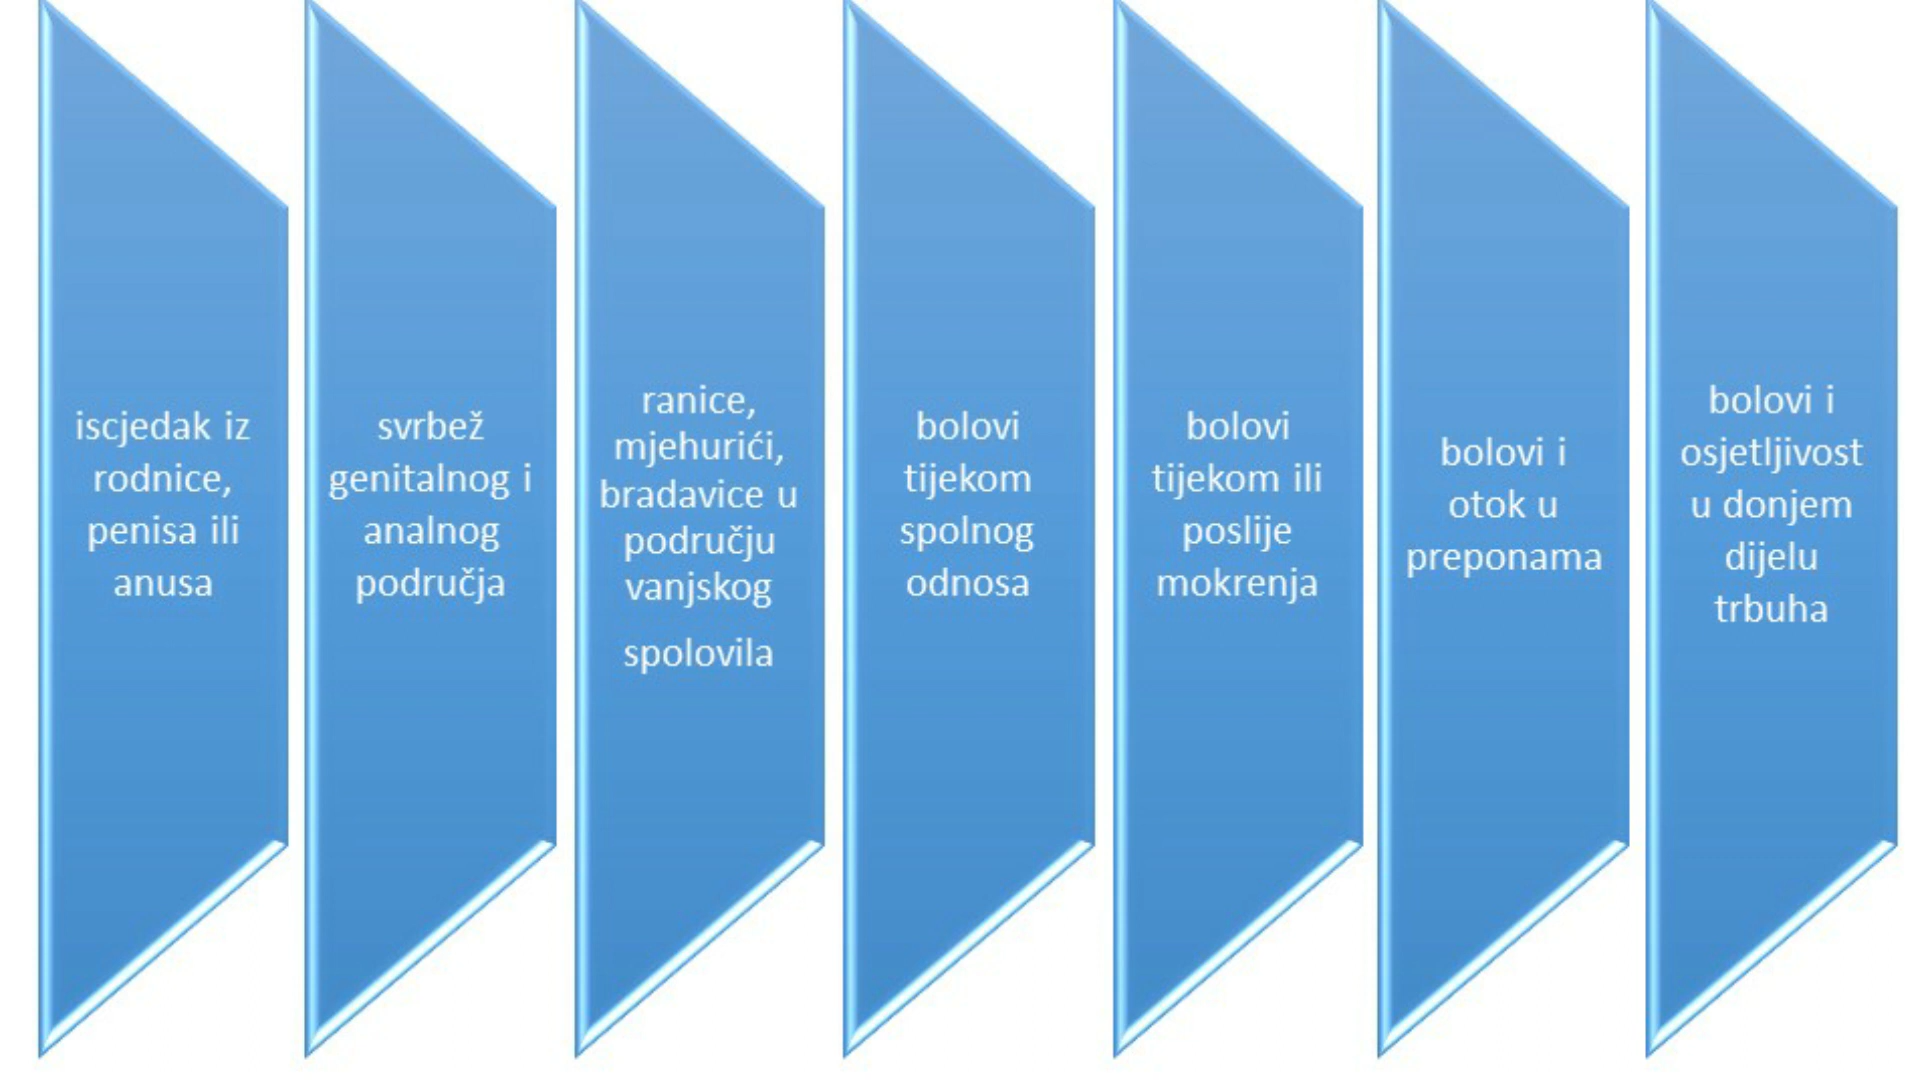 iscjedak iz
rodnice,
penisa ili
anusa
svrbež
genitalnog i
analnog
područja
ranice,
mjehurići,
bradavice u
području
vanjskog
spolovila
bolovi
tijekom
spolnog
odnosa
bolovi
tijekom ili
poslije
mokrenja
bolovi i
otok u
preponama
bolovi i
osjetljivost
u donjem
dijelu
trbuha